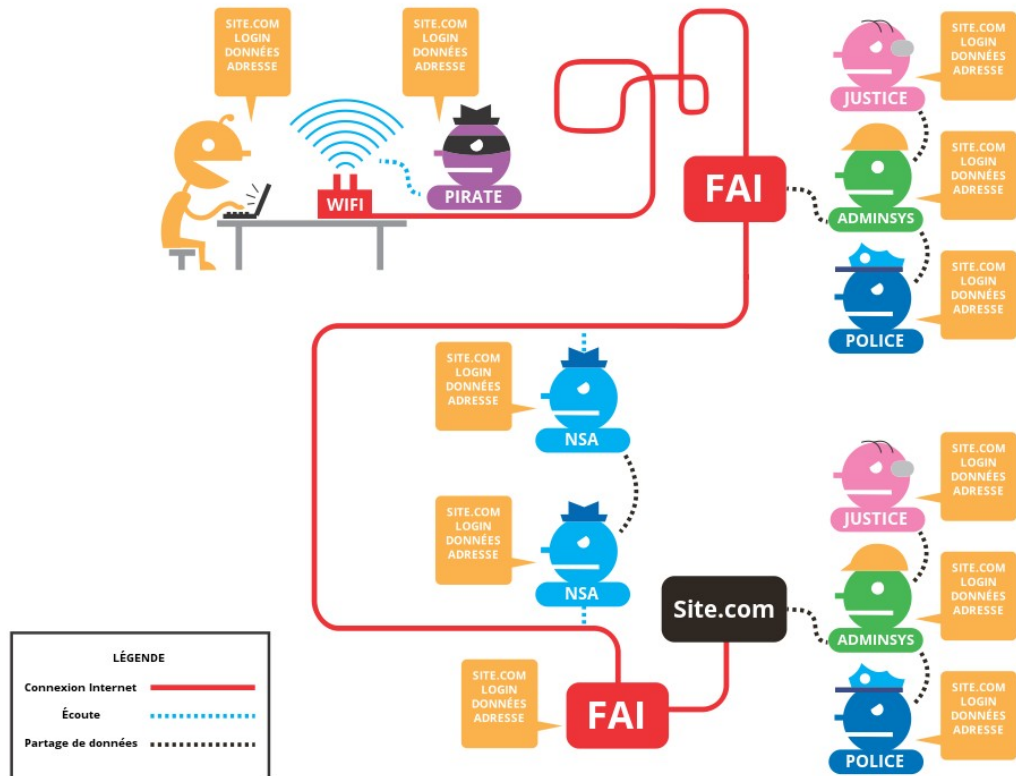 SITE.COM
LOGIN
DONNÉES
ADRESSE
SITE.COM
LOGIN
DONNÉES
ADRESSE
WIFI
PIRATE
FAI
SITE.COM
LOGIN
DONNÉES
ADRESSE
JUSTICE
SITE.COM
LOGIN
DONNÉES
ADRESSE
ADMINSYS
SITE.COM
LOGIN
DONNÉES
ADRESSE
POLICE
SITE.COM
LOGIN
DONNÉES
ADRESSE
NSA
SITE.COM
LOGIN
DONNÉES
ADRESSE
NSA
SITE.COM
LOGIN
DONNÉES
ADRESSE
JUSTICE
Site.com
SITE.COM
LOGIN
DONNÉES
ADRESSE
ADMINSYS
SITE.COM
LOGIN
DONNÉES
ADRESSE
POLICE
SITE.COM
LOGIN
DONNÉES
ADRESSE
FAI
LÉGENDE
Connexion Internet
Écoute
Partage de données